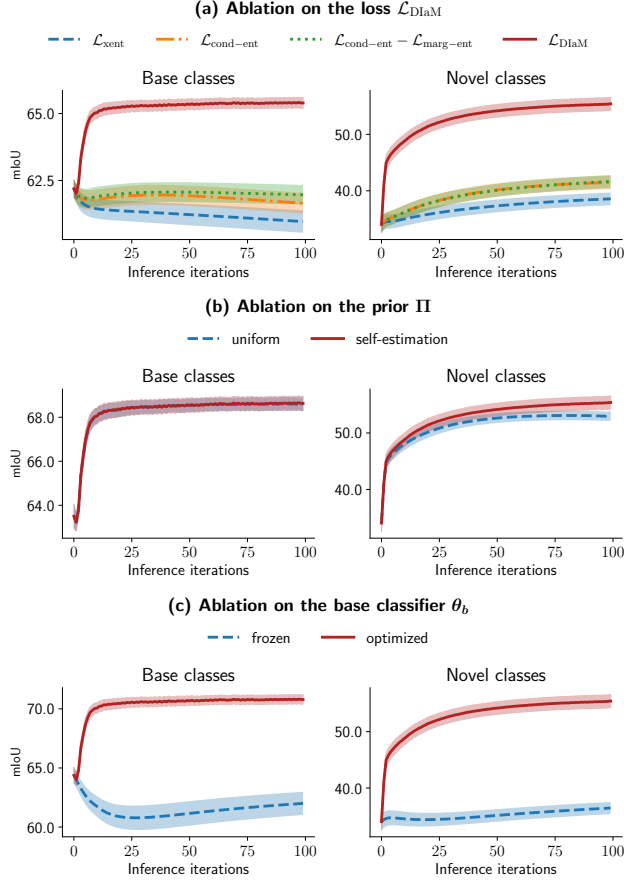 (a) Ablation on the loss ℒ_DIaM
ℒ_xent ℒ_cond−ent ℒ_cond−ent − ℒ_marg−ent ℒ_DIaM
Base classes Novel classes
65.0
62.5
mIoU
50.0
40.0
0 25 50 75 100 0 25 50 75 100
Inference iterations Inference iterations
(b) Ablation on the prior Π
uniform self-estimation
Base classes Novel classes
68.0
66.0
64.0
mIoU
50.0
40.0
0 25 50 75 100 0 25 50 75 100
Inference iterations Inference iterations
(c) Ablation on the base classifier θ_b
frozen optimized
Base classes Novel classes
70.0
65.0
60.0
mIoU
50.0
40.0
0 25 50 75 100 0 25 50 75 100
Inference iterations Inference iterations